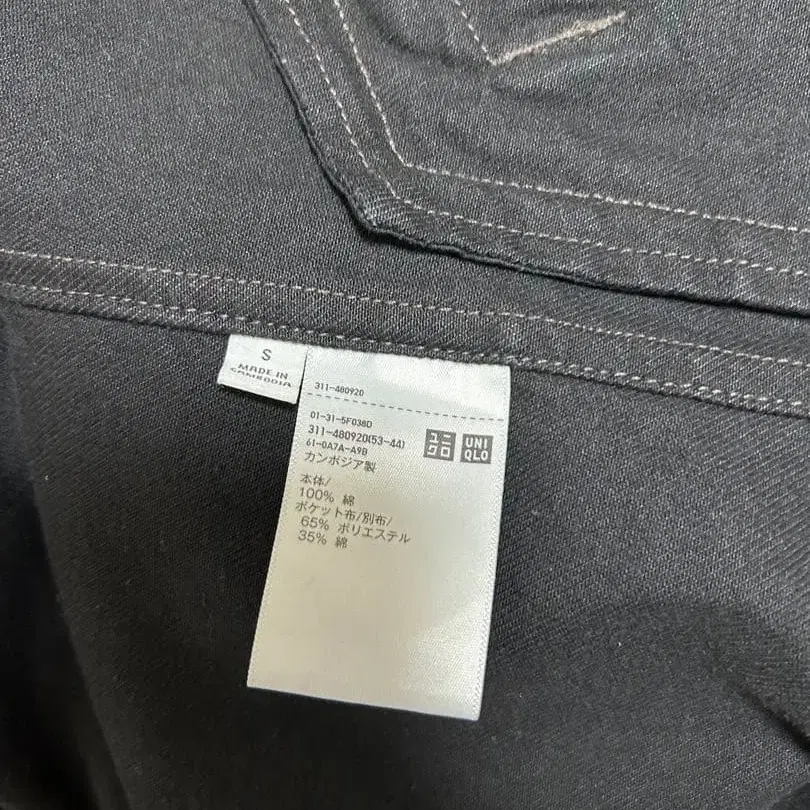 S
MADE IN
CAMBODIA
311-480920
01-31-5F038D
311-480920(53-44)
61-0A7A-A9B
カンボジア製
ユニ
クロ
UNI
QLO
本体/
100% 綿
ポケット布/別布/
65% ポリエステル
35% 綿